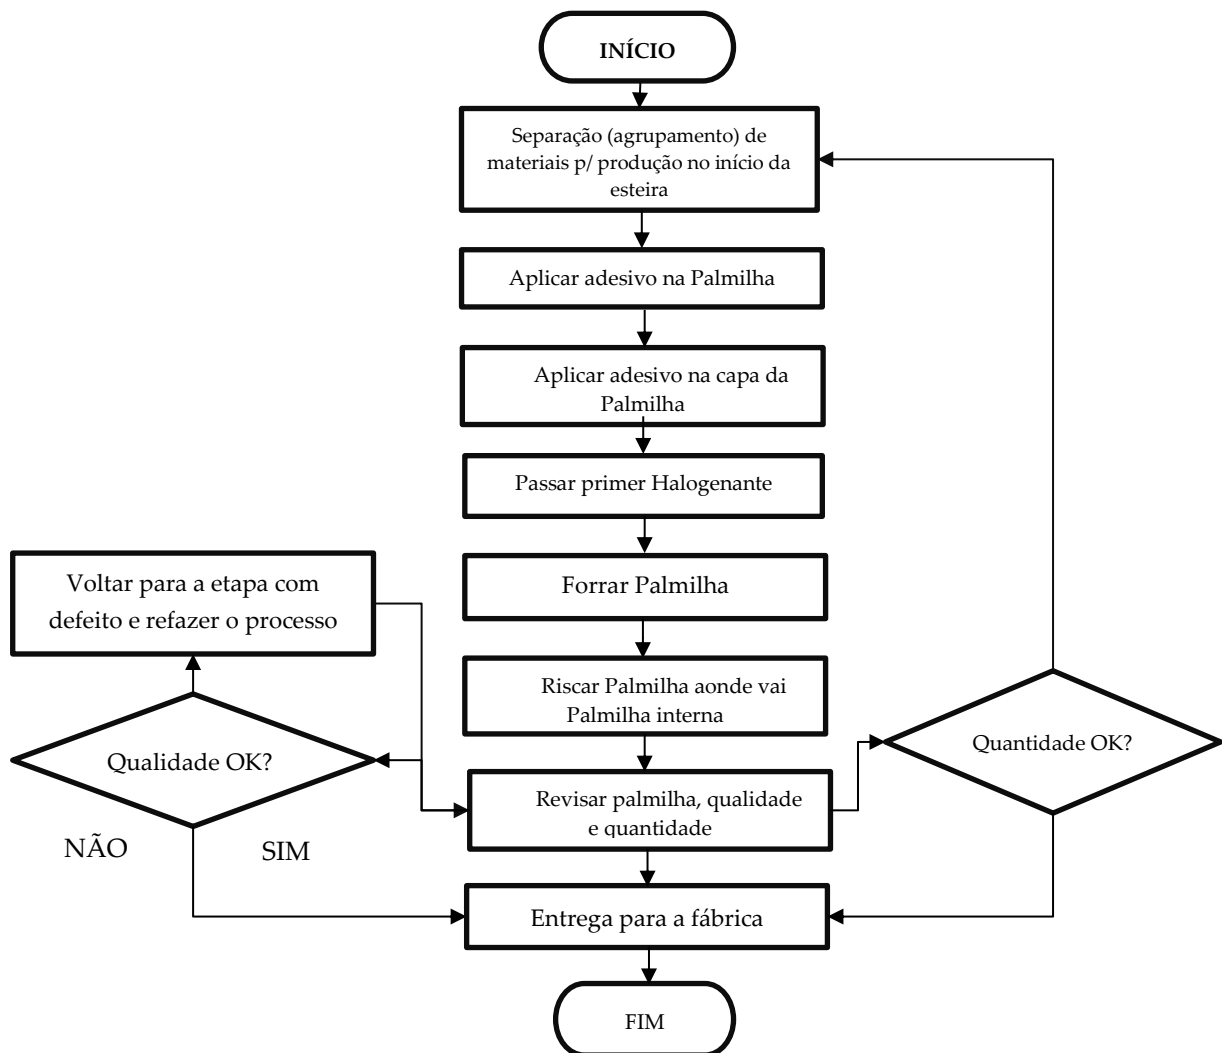 INÍCIO
Separação (agrupamento) de
materiais p/ produção no início da
esteira
Aplicar adesivo na Palmilha
Aplicar adesivo na capa da
Palmilha
Passar primer Halogenante
Forrar Palmilha
Voltar para a etapa com
defeito e refazer o processo
Riscar Palmilha aonde vai
Palmilha interna
Qualidade OK?
Quantidade OK?
Revisar palmilha, qualidade
e quantidade
NÃO
SIM
Entrega para a fábrica
FIM